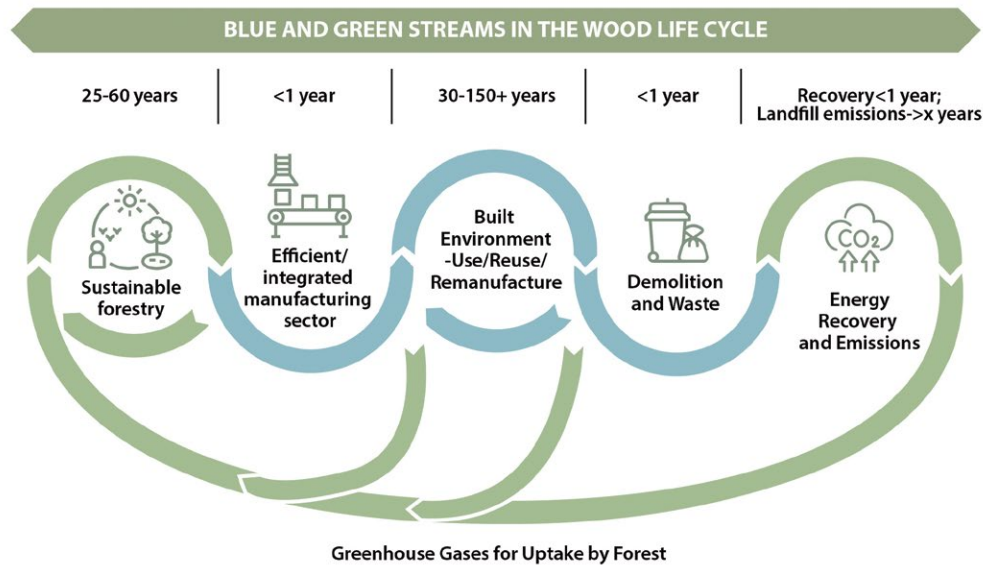 BLUE AND GREEN STREAMS IN THE WOOD LIFE CYCLE
25-60 years
<1 year
30-150+ years
<1 year
Recovery<1 year;
Landfill emissions->x years
Sustainable
forestry
Efficient/
integrated
manufacturing
sector
Built
Environment
-Use/Reuse/
Remanufacture
Demolition
and Waste
CO2
Energy
Recovery
and Emissions
Greenhouse Gases for Uptake by Forest